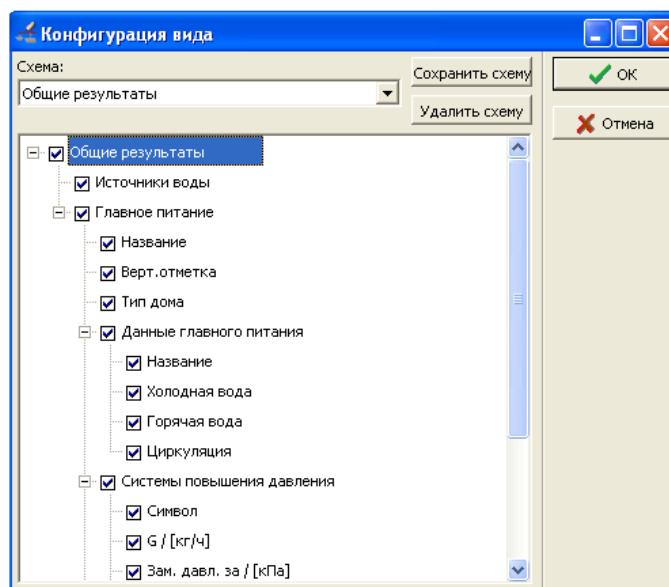 Конфигурация вида
Схема:
Общие результаты
Сохранить схему
Удалить схему
ОК
Отмена
Общие результаты
Источники воды
Главное питание
Название
Верт.отметка
Тип дома
Данные главного питания
Название
Холодная вода
Горячая вода
Циркуляция
Системы повышения давления
Символ
G / [кг/ч]
Зам. давл. за / [кПа]